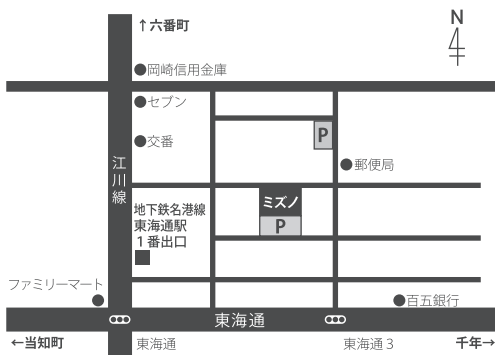 ↑六番町
N
●岡崎信用金庫
●セブン
P
●交番
●郵便局
江川線
地下鉄名港線
東海通駅
1番出口
ミズノ
P
ファミリーマート
●百五銀行
東海通
←当知町
東海通
東海通3
千年→